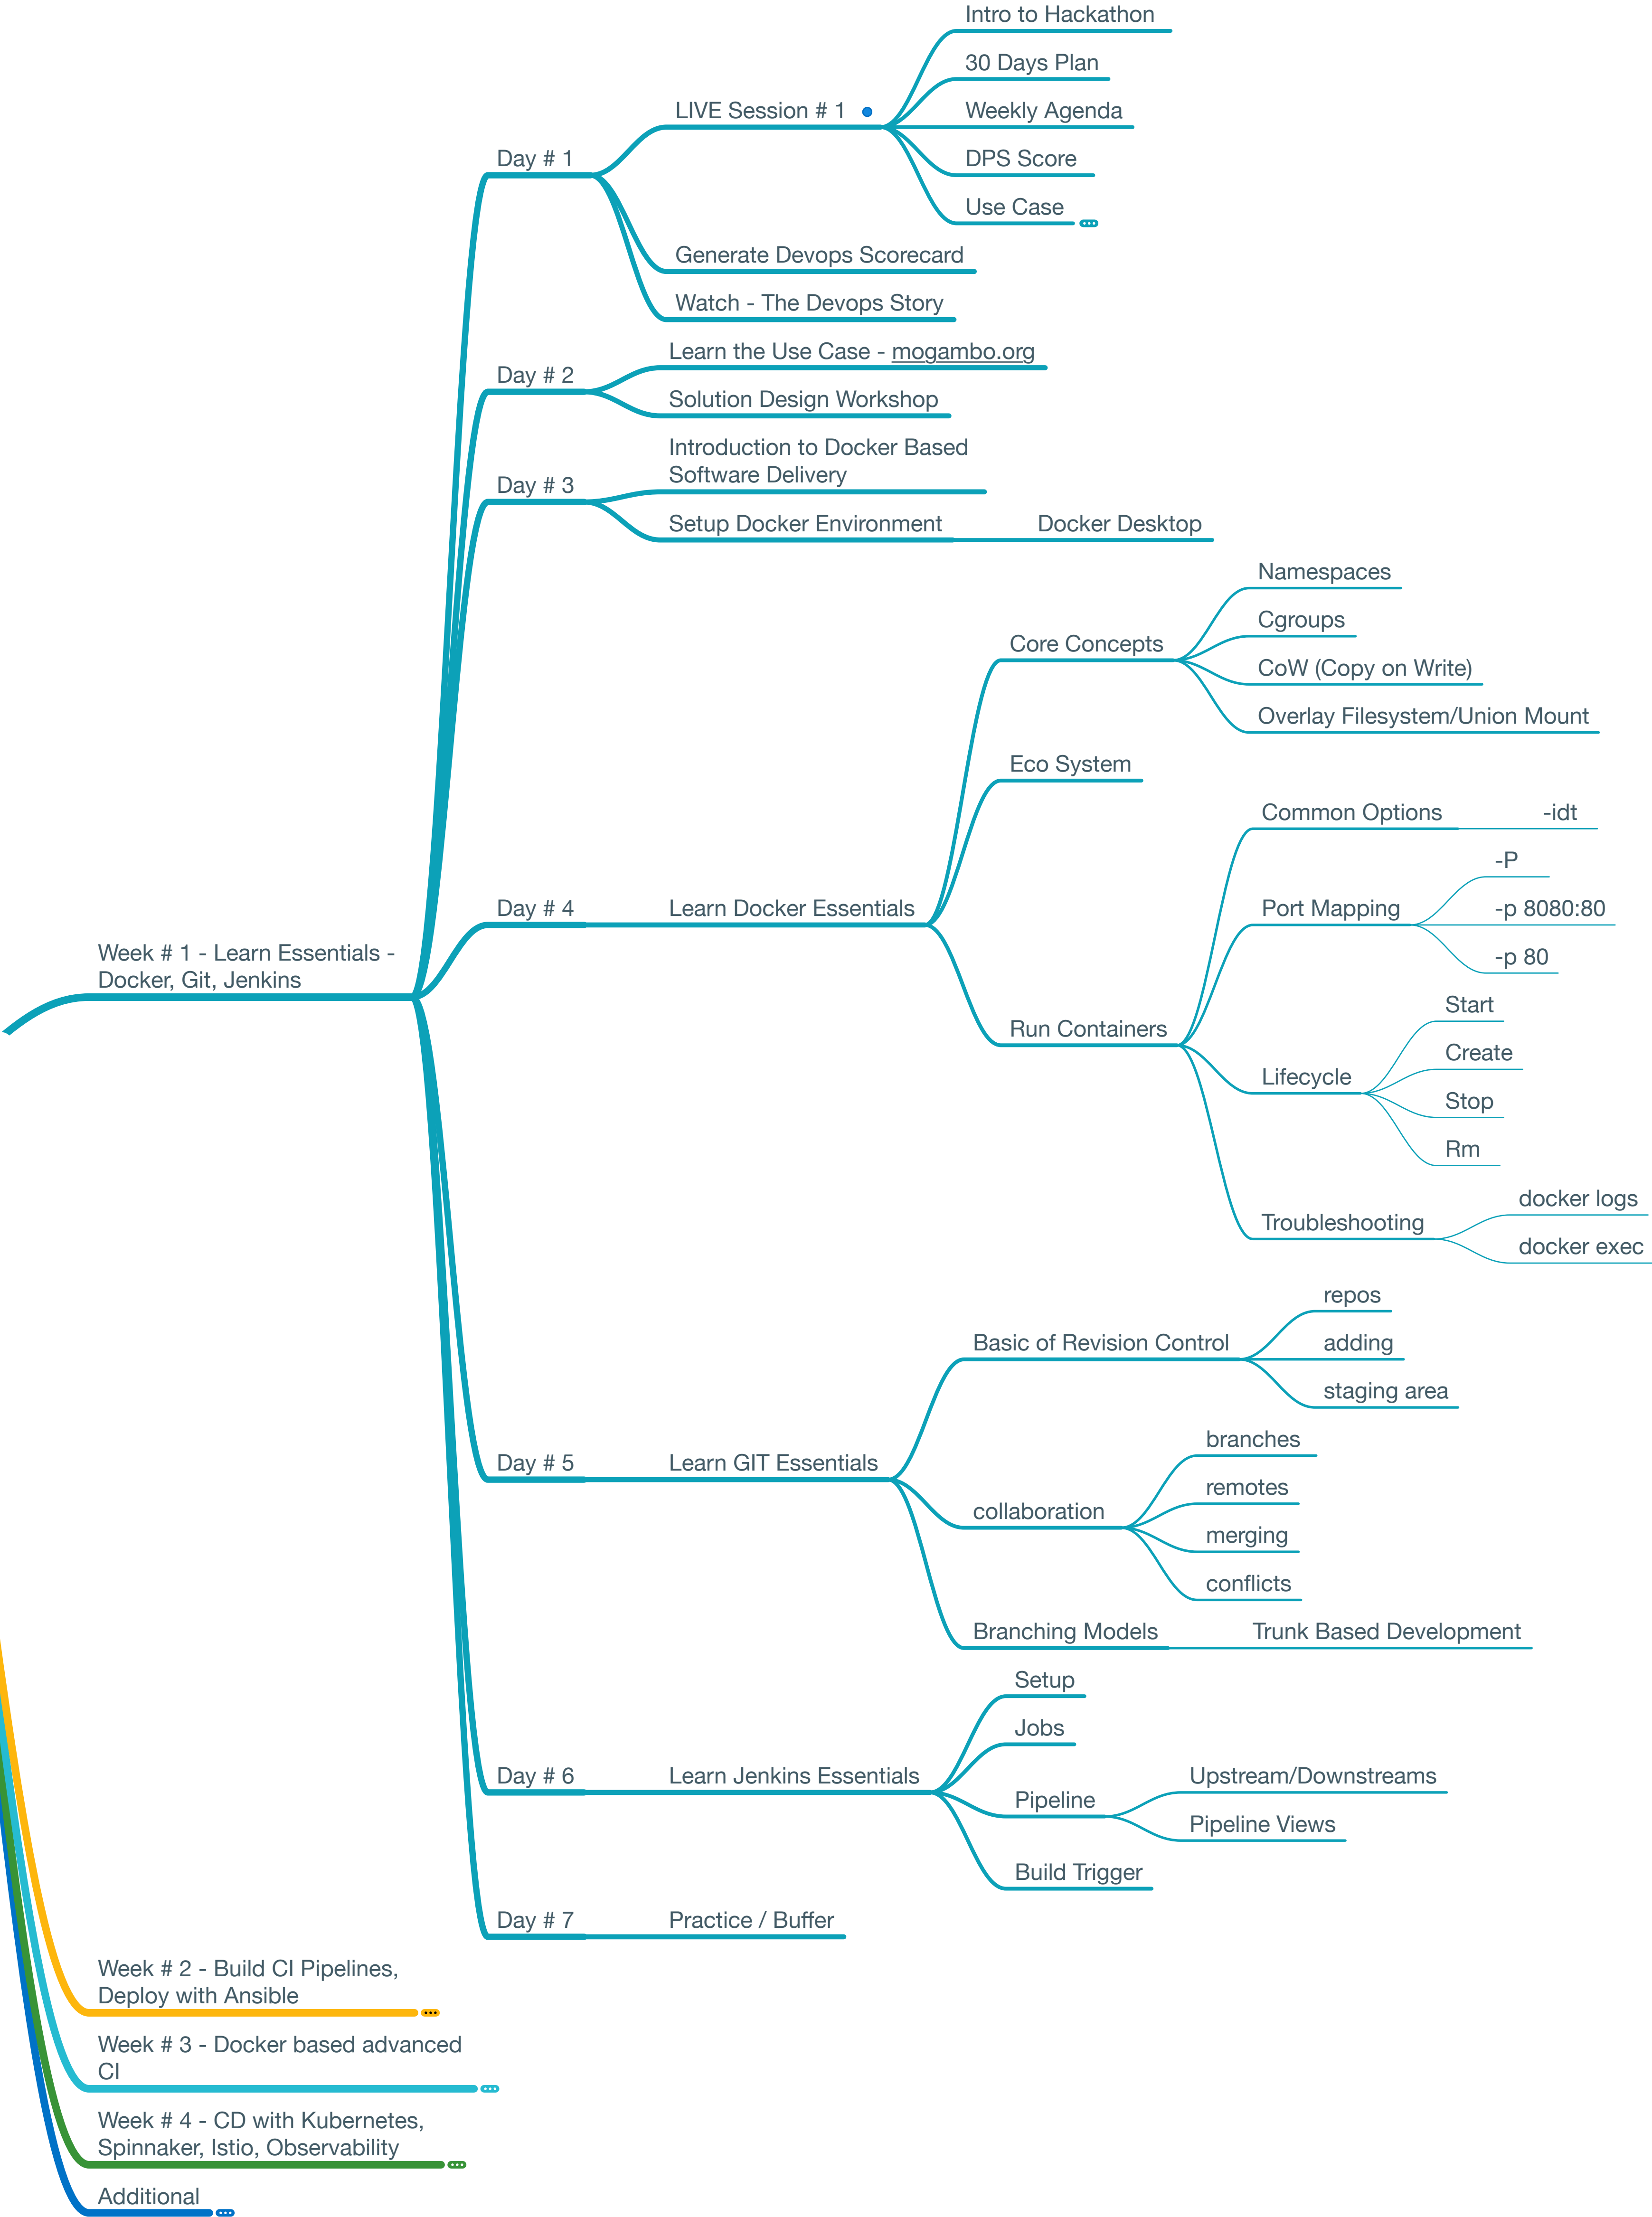 Intro to Hackathon
30 Days Plan
LIVE Session # 1
Weekly Agenda
Day # 1
DPS Score
Use Case
Generate Devops Scorecard
Watch - The Devops Story
Learn the Use Case - mogambo.org
Day # 2
Solution Design Workshop
Introduction to Docker Based
Software Delivery
Day # 3
Setup Docker Environment
Docker Desktop
Namespaces
Cgroups
Core Concepts
CoW (Copy on Write)
Overlay Filesystem/Union Mount
Eco System
Common Options
-idt
-P
Day # 4
Learn Docker Essentials
Port Mapping
-p 8080:80
-p 80
Week # 1 - Learn Essentials -
Docker, Git, Jenkins
Run Containers
Start
Create
Lifecycle
Stop
Rm
Troubleshooting
docker logs
docker exec
repos
Basic of Revision Control
adding
staging area
branches
Day # 5
Learn GIT Essentials
remotes
collaboration
merging
conflicts
Branching Models
Trunk Based Development
Setup
Jobs
Day # 6
Learn Jenkins Essentials
Upstream/Downstreams
Pipeline
Pipeline Views
Build Trigger
Day # 7
Practice / Buffer
Week # 2 - Build CI Pipelines,
Deploy with Ansible
Week # 3 - Docker based advanced
CI
Week # 4 - CD with Kubernetes,
Spinnaker, Istio, Observability
Additional